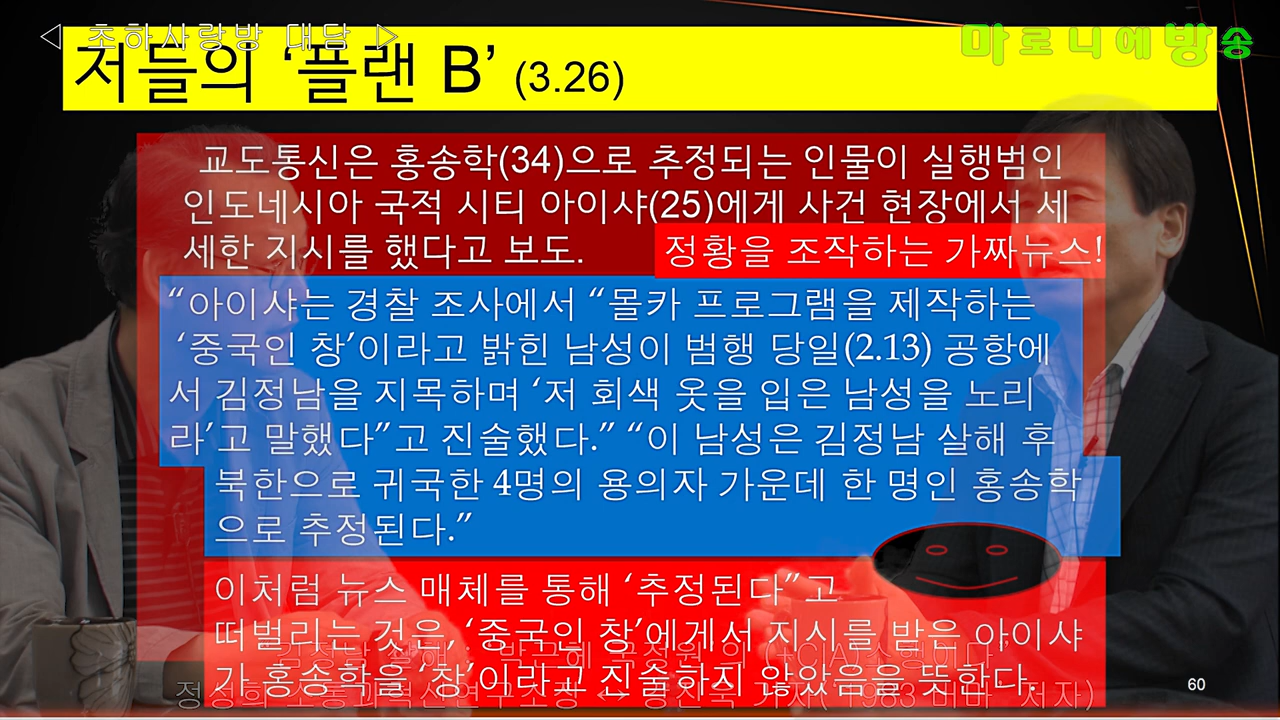 ◁ 초하사랑방 대담 ▷
마로니에방송
저들의 ‘플랜 B’ (3.26)
교도통신은 홍송학(34)으로 추정되는 인물이 실행범인
인도네시아 국적 시티 아이샤(25)에게 사건 현장에서 세
세한 지시를 했다고 보도.
정황을 조작하는 가짜뉴스!
“아이샤는 경찰 조사에서 “몰카 프로그램을 제작하는
‘중국인 창’이라고 밝힌 남성이 범행 당일(2.13) 공항에
서 김정남을 지목하며 ‘저 회색 옷을 입은 남성을 노리
라’고 말했다”고 진술했다.” “이 남성은 김정남 살해 후
북한으로 귀국한 4명의 용의자 가운데 한 명인 홍송학
으로 추정된다.”
이처럼 뉴스 매체를 통해 ‘추정된다”고
떠벌리는 것은, ‘중국인 창’에게서 지시를 받은 아이샤
가 홍송학을 ‘창’이라고 진술하지 않았음을 뜻한다.
60